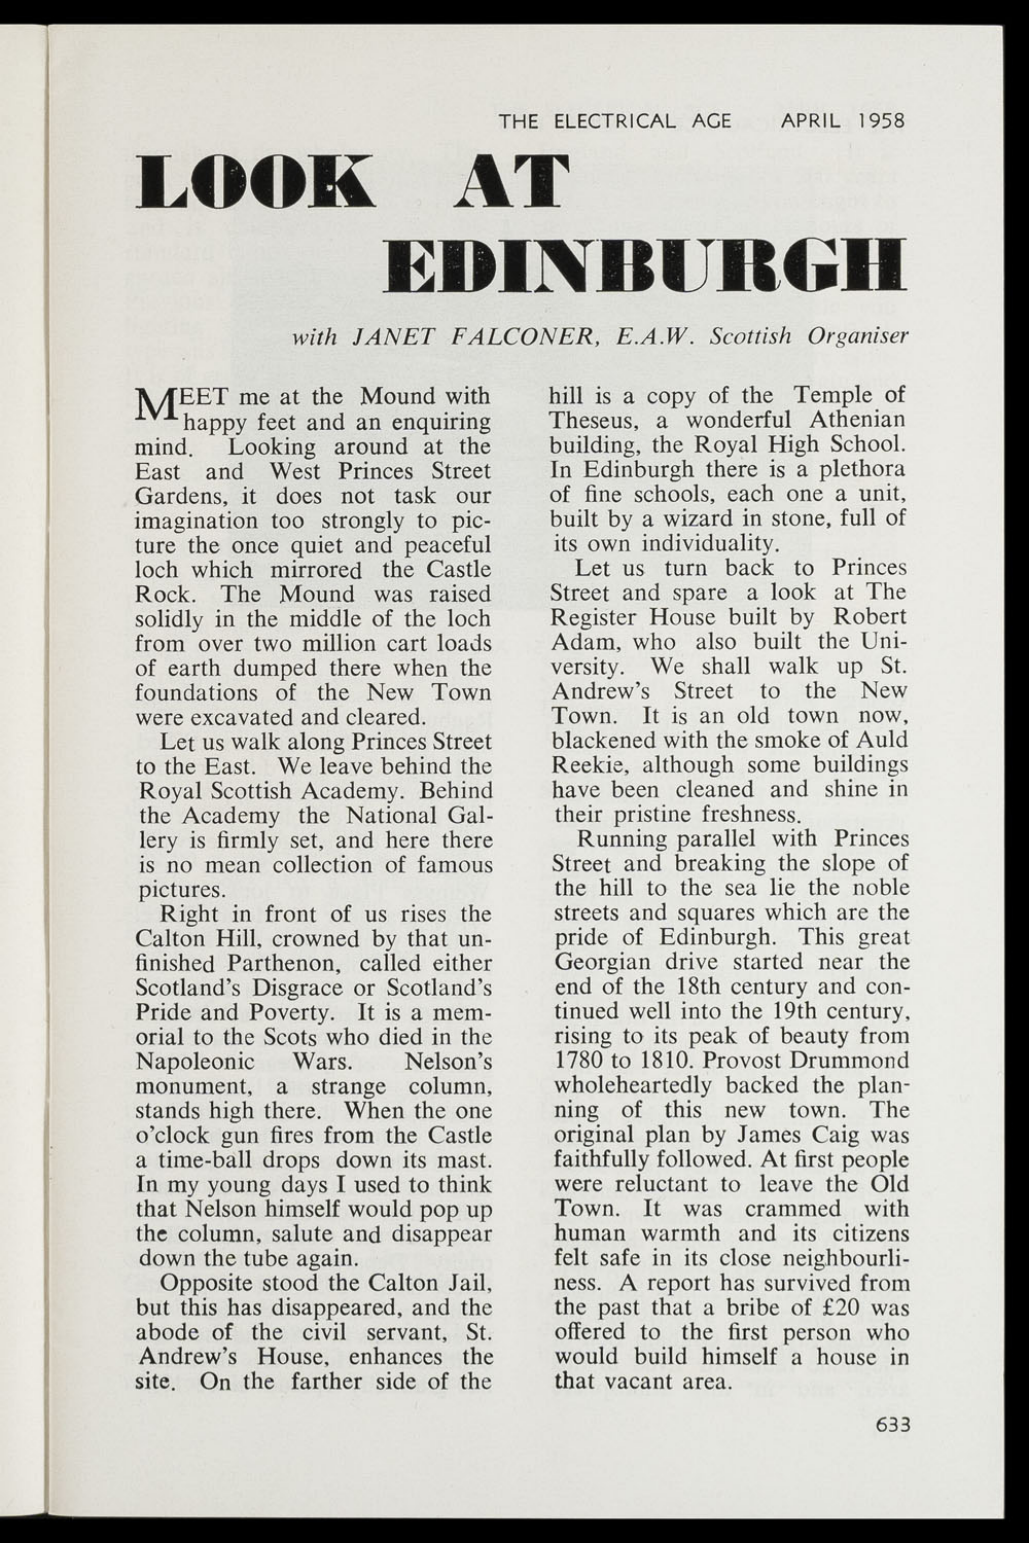 THE ELECTRICAL AGE APRIL 1958
LOOK AT
EDINBURGH
with JANET FALCONER, E.A.W. Scottish Organiser
MEET me at the Mound with
happy feet and an enquiring
mind. Looking around at the
East and West Princes Street
Gardens, it does not task our
imagination too strongly to pic-
ture the once quiet and peaceful
loch which mirrored the Castle
Rock. The Mound was raised
solidly in the middle of the loch
from over two million cart loads
of earth dumped there when the
foundations of the New Town
were excavated and cleared.
Let us walk along Princes Street
to the East. We leave behind the
Royal Scottish Academy. Behind
the Academy the National Gal-
lery is firmly set, and here there
is no mean collection of famous
pictures.
Right in front of us rises the
Calton Hill, crowned by that un-
finished Parthenon, called either
Scotland's Disgrace or Scotland's
Pride and Poverty. It is a mem-
orial to the Scots who died in the
Napoleonic Wars. Nelson's
monument, a strange column,
stands high there. When the one
o'clock gun fires from the Castle
a time-ball drops down its mast.
In my young days I used to think
that Nelson himself would pop up
the column, salute and disappear
down the tube again.
Opposite stood the Calton Jail,
but this has disappeared, and the
abode of the civil servant, St.
Andrew's House, enhances the
site. On the farther side of the
hill is a copy of the Temple of
Theseus, a wonderful Athenian
building, the Royal High School.
In Edinburgh there is a plethora
of fine schools, each one a unit,
built by a wizard in stone, full of
its own individuality.
Let us turn back to Princes
Street and spare a look at The
Register House built by Robert
Adam, who also built the Uni-
versity. We shall walk up St.
Andrew's Street to the New
Town. It is an old town now,
blackened with the smoke of Auld
Reekie, although some buildings
have been cleaned and shine in
their pristine freshness.
Running parallel with Princes
Street and breaking the slope of
the hill to the sea lie the noble
streets and squares which are the
pride of Edinburgh. This great
Georgian drive started near the
end of the 18th century and con-
tinued well into the 19th century,
rising to its peak of beauty from
1780 to 1810. Provost Drummond
wholeheartedly backed the plan-
ning of this new town. The
original plan by James Caig was
faithfully followed. At first people
were reluctant to leave the Old
Town. It was crammed with
human warmth and its citizens
felt safe in its close neighbourli-
ness. A report has survived from
the past that a bribe of £20 was
offered to the first person who
would build himself a house in
that vacant area.
633